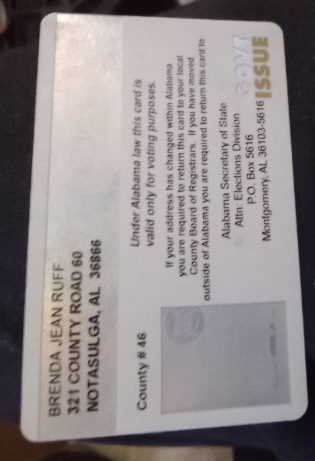 BRENDA JEAN RUFF
321 COUNTY ROAD 60
NOTASULGA, AL 36866
County # 46
Under Alabama law this card is
valid only for voting purposes.
If your address has changed within Alabama
you are required to return this card to your local
County Board of Registrars. If you have moved
outside of Alabama you are required to return this card to
Alabama Secretary of State
Attn: Elections Division
P.O. Box 5616
Montgomery, AL 36103-5616
GOVT
ISSUE